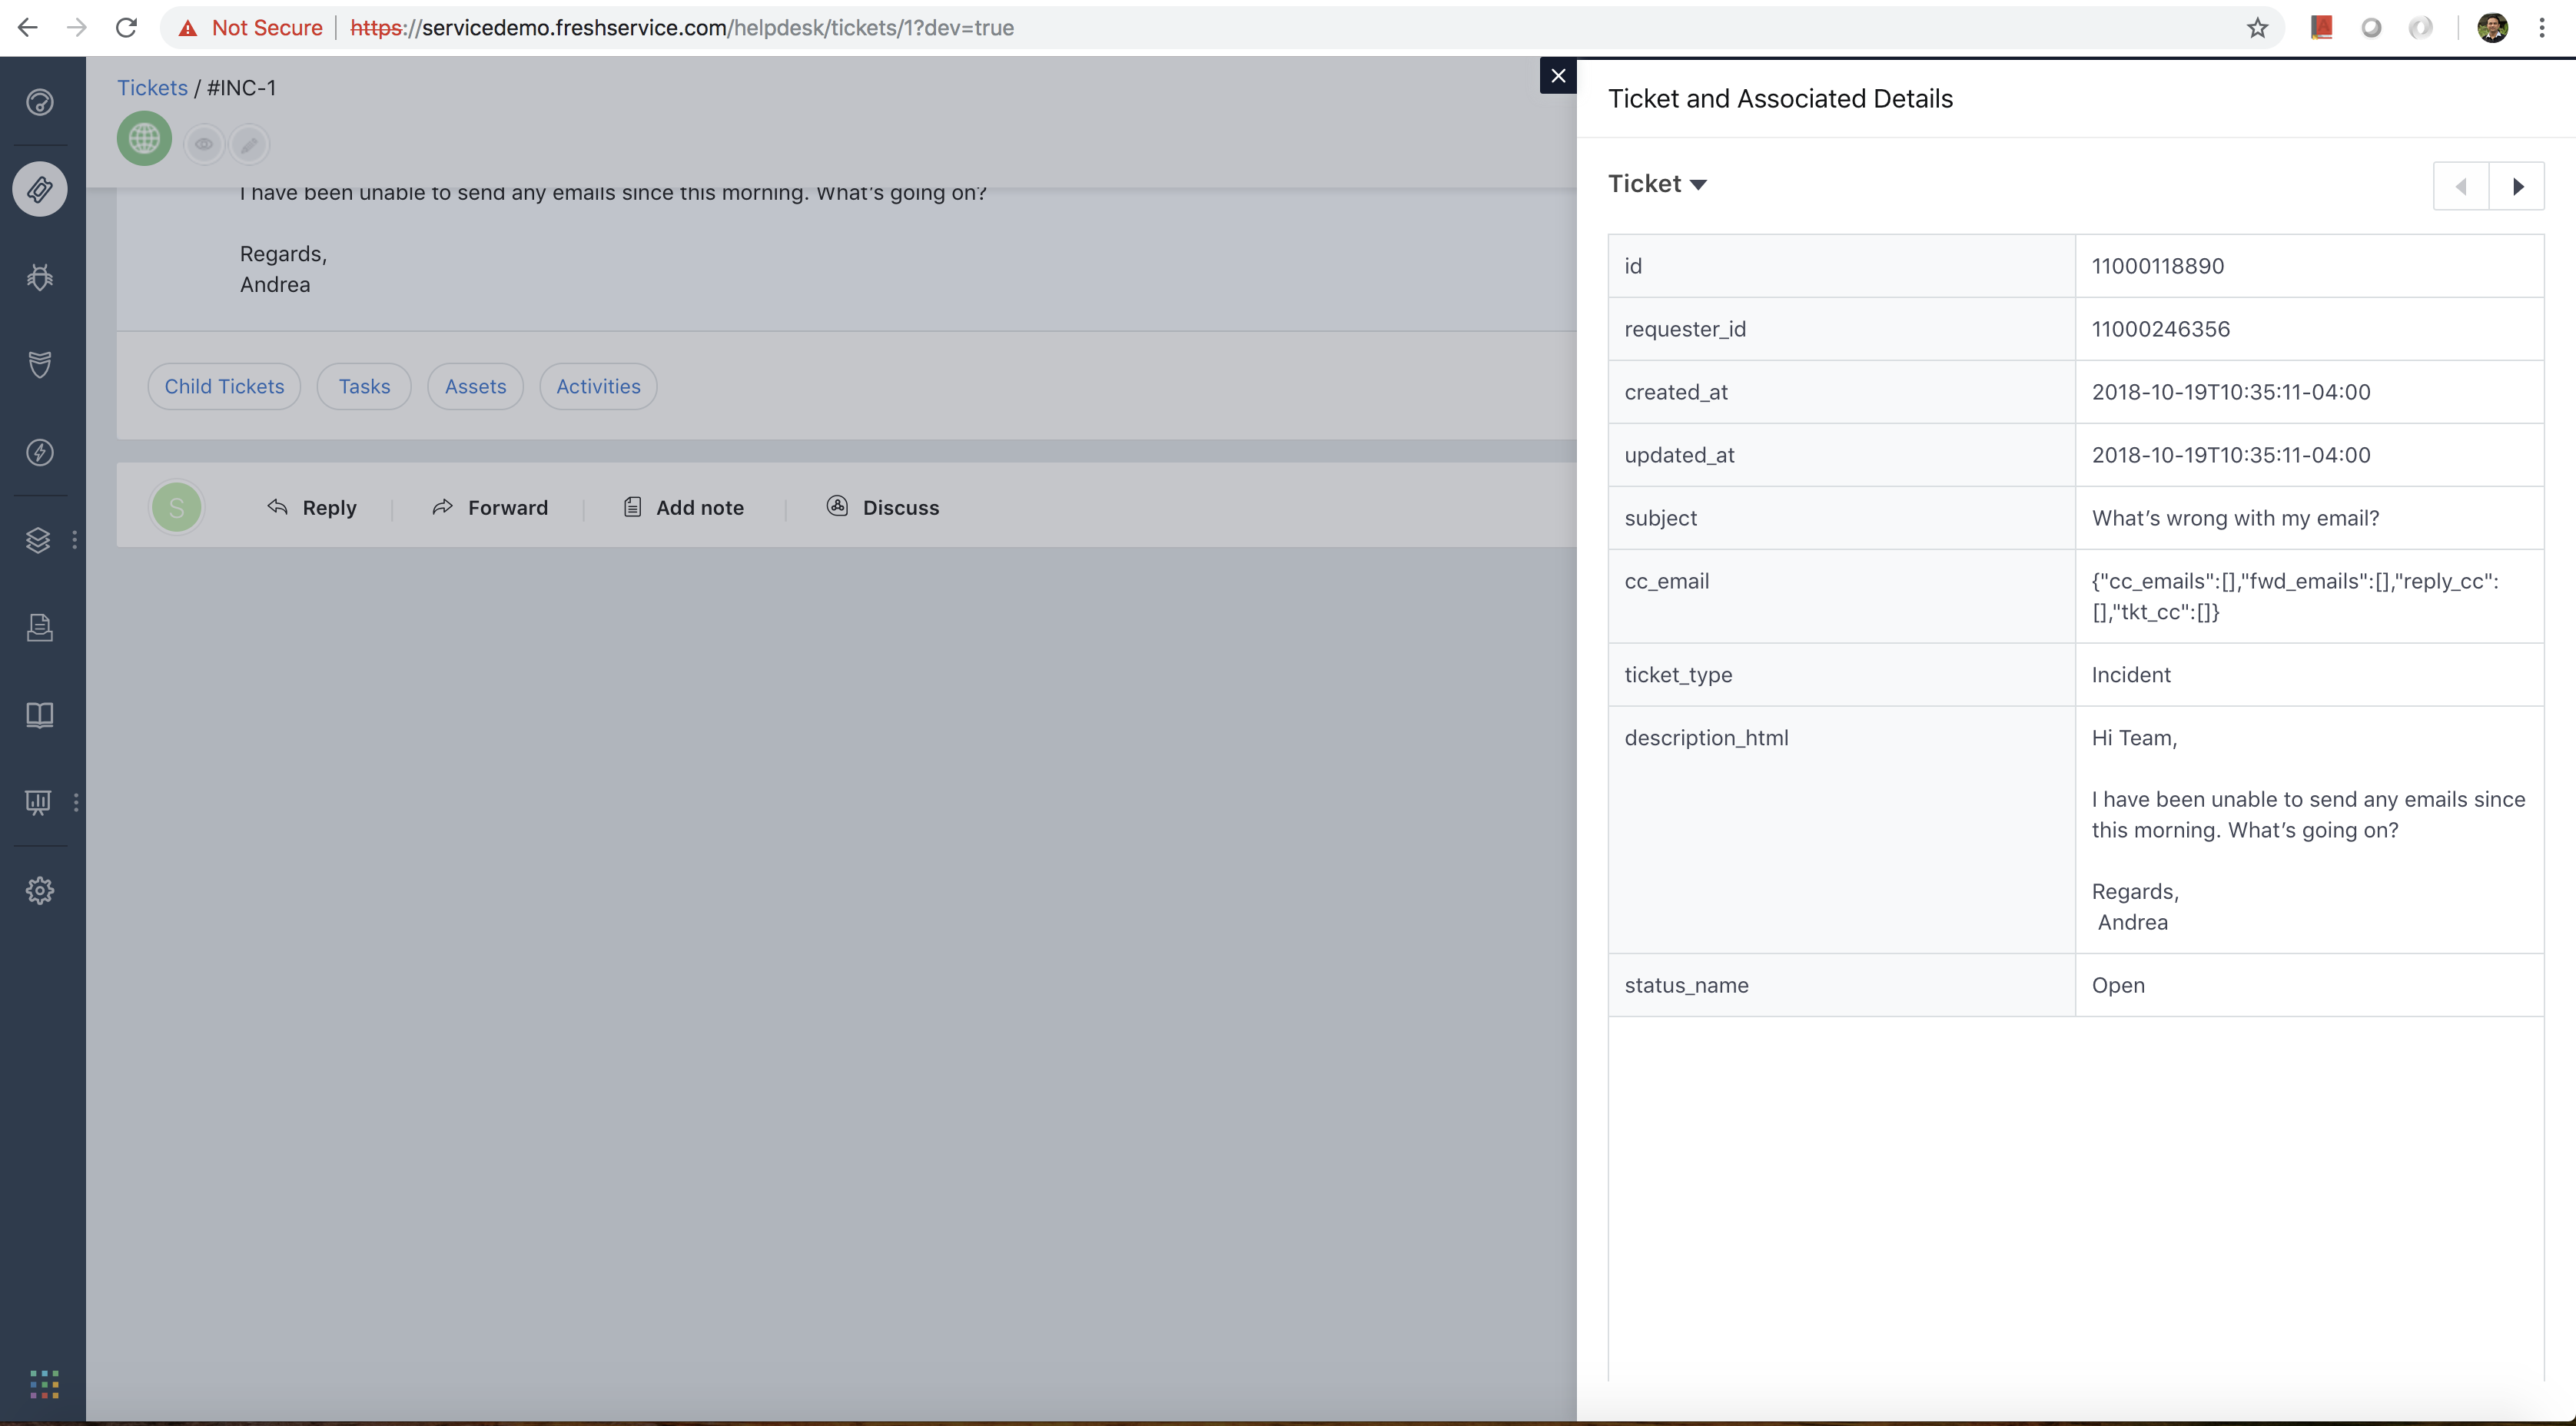 Not Secure | https://servicedemo.freshservice.com/helpdesk/tickets/1?dev=true
Tickets / #INC-1
I have been unable to send any emails since this morning. What's going on?
Regards,
Andrea
Child Tickets Tasks Assets Activities
S Reply Forward Add note Discuss
Ticket and Associated Details
Ticket
id 11000118890
requester_id 11000246356
created_at 2018-10-19T10:35:11-04:00
updated_at 2018-10-19T10:35:11-04:00
subject What's wrong with my email?
cc_email {"cc_emails":[],"fwd_emails":[],"reply_cc":
[],"tkt_cc":[]}
ticket_type Incident
description_html Hi Team,
I have been unable to send any emails since
this morning. What's going on?
Regards,
Andrea
status_name Open